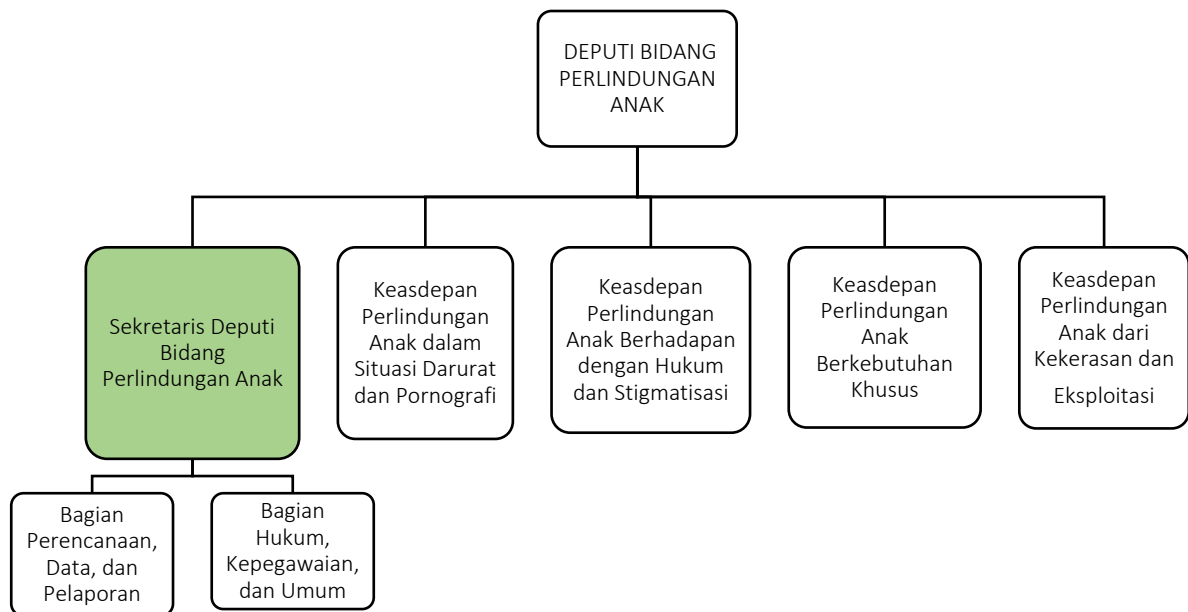 DEPUTI BIDANG
PERLINDUNGAN
ANAK
Sekretaris Deputi
Bidang
Perlindungan Anak
Keasdepan
Perlindungan
Anak dalam
Situasi Darurat
dan Pornografi
Keasdepan
Perlindungan
Anak Berhadapan
dengan Hukum
dan Stigmatisasi
Keasdepan
Perlindungan
Anak
Berkebutuhan
Khusus
Keasdepan
Perlindungan
Anak dari
Kekerasan dan
Eksploitasi
Bagian
Perencanaan,
Data, dan
Pelaporan
Bagian
Hukum,
Kepegawaian,
dan Umum